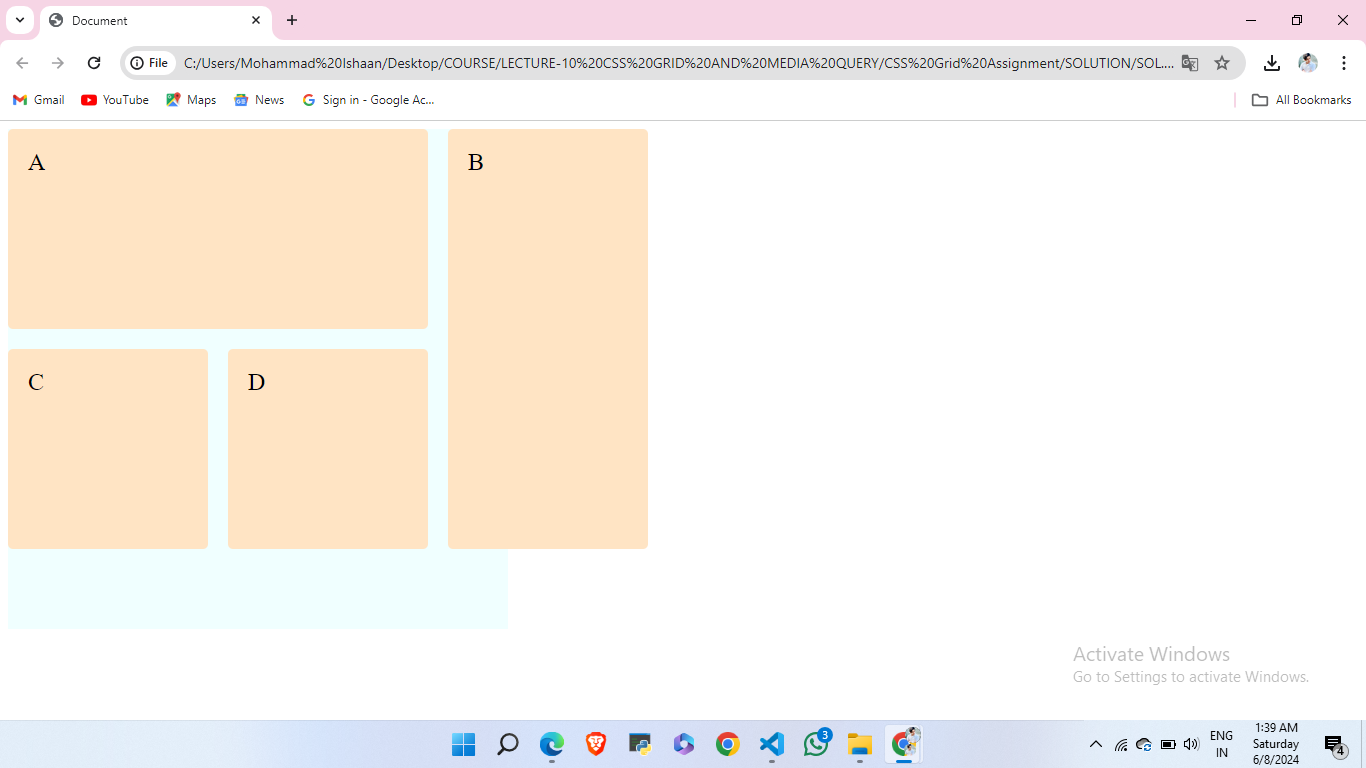 Document
File
C:/Users/Mohammad%20Ishaan/Desktop/COURSE/LECTURE-10%20CSS%20GRID%20AND%20MEDIA%20QUERY/CSS%20Grid%20Assignment/SOLUTION/SOL....
Gmail YouTube Maps News Sign in - Google Ac... All Bookmarks
A B
C D
Activate Windows
Go to Settings to activate Windows.
3
ENG
IN
1:39 AM
Saturday
6/8/2024
4